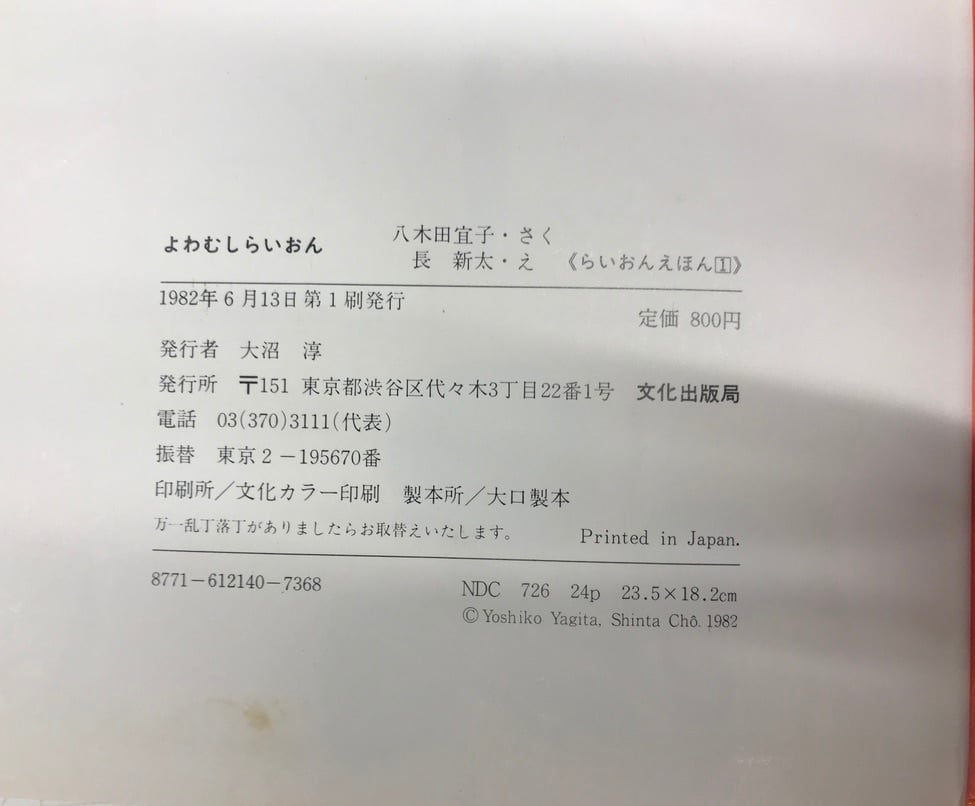 よわむしらいおん
八木田宜子・さく
長　新太・え　《らいおんえほん1》
1982年6月13日第1刷発行
定価 800円
発行者　大沼　淳
発行所　〒151 東京都渋谷区代々木3丁目22番1号　文化出版局
電話　03(370)3111(代表)
振替　東京2－195670番
印刷所／文化カラー印刷　製本所／大口製本
万一乱丁落丁がありましたらお取替えいたします。　Printed in Japan.
8771－612140－7368
NDC　726　24p　23.5×18.2cm
©Yoshiko Yagita, Shinta Chô. 1982